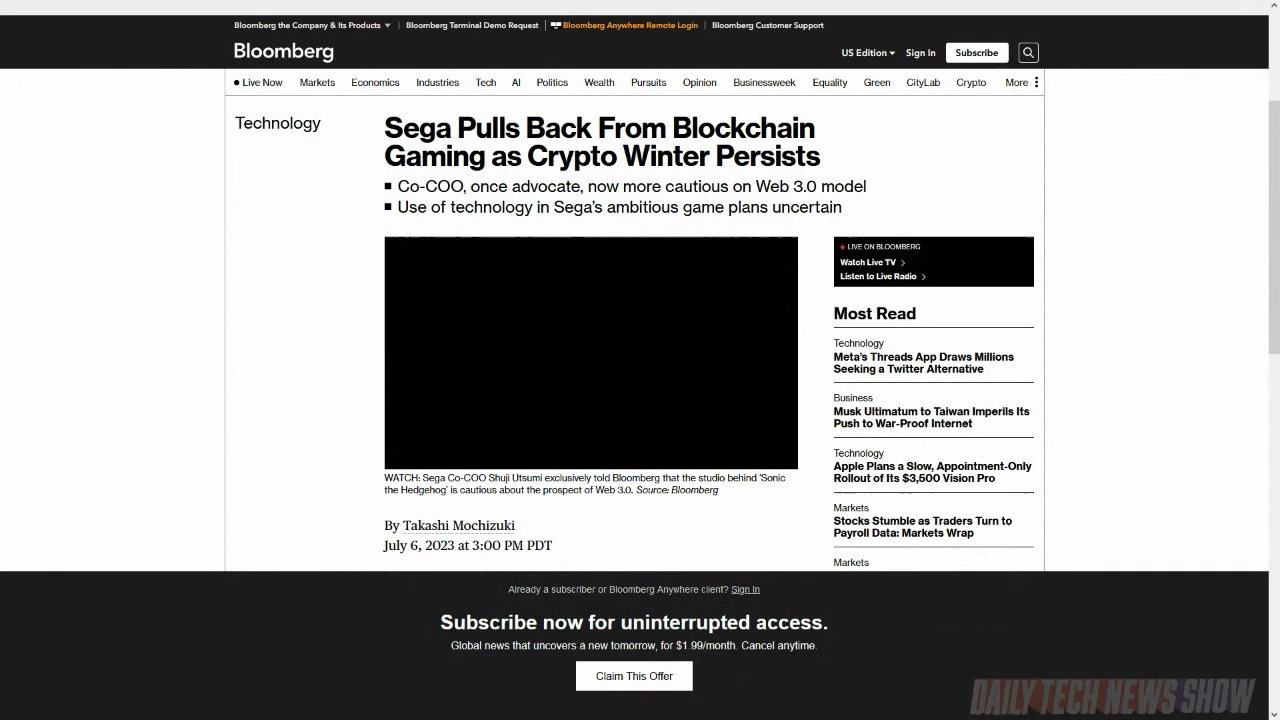 Bloomberg the Company & Its Products
Bloomberg Terminal Demo Request
Bloomberg Anywhere Remote Login
Bloomberg Customer Support
Bloomberg
US Edition
Sign In
Subscribe
Live Now
Markets
Economics
Industries
Tech
AI
Politics
Wealth
Pursuits
Opinion
Businessweek
Equality
Green
CityLab
Crypto
More
Technology
Sega Pulls Back From Blockchain
Gaming as Crypto Winter Persists
Co-COO, once advocate, now more cautious on Web 3.0 model
Use of technology in Sega's ambitious game plans uncertain
WATCH: Sega Co-COO Shuji Utsumi exclusively told Bloomberg that the studio behind 'Sonic
the Hedgehog' is cautious about the prospect of Web 3.0. Source: Bloomberg
By Takashi Mochizuki
July 6, 2023 at 3:00 PM PDT
LIVE ON BLOOMBERG
Watch Live TV
Listen to Live Radio
Most Read
Technology
Meta's Threads App Draws Millions
Seeking a Twitter Alternative
Business
Musk Ultimatum to Taiwan Imperils Its
Push to War-Proof Internet
Technology
Apple Plans a Slow, Appointment-Only
Rollout of Its $3,500 Vision Pro
Markets
Stocks Stumble as Traders Turn to
Payroll Data: Markets Wrap
Markets
Already a subscriber or Bloomberg Anywhere client? Sign In
Subscribe now for uninterrupted access.
Global news that uncovers a new tomorrow, for $1.99/month. Cancel anytime.
Claim This Offer
DAILY TECH NEWS SHOW